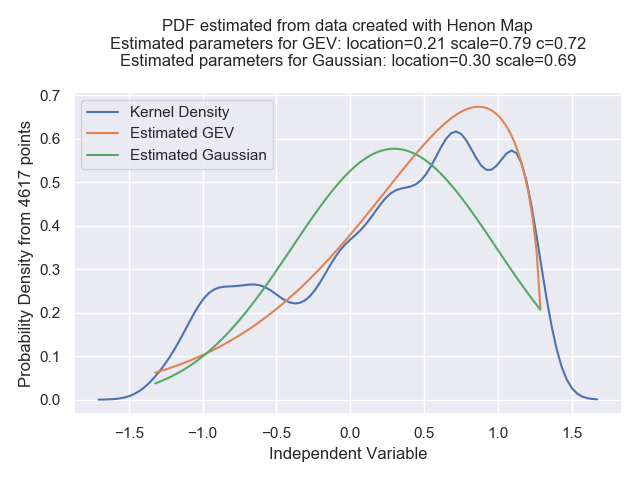 PDF estimated from data created with Henon Map
Estimated parameters for GEV: location=0.21 scale=0.79 c=0.72
Estimated parameters for Gaussian: location=0.30 scale=0.69
Kernel Density
Estimated GEV
Estimated Gaussian
Probability Density from 4617 points
0.7
0.6
0.5
0.4
0.3
0.2
0.1
0.0
−1.5 −1.0 −0.5 0.0 0.5 1.0 1.5
Independent Variable